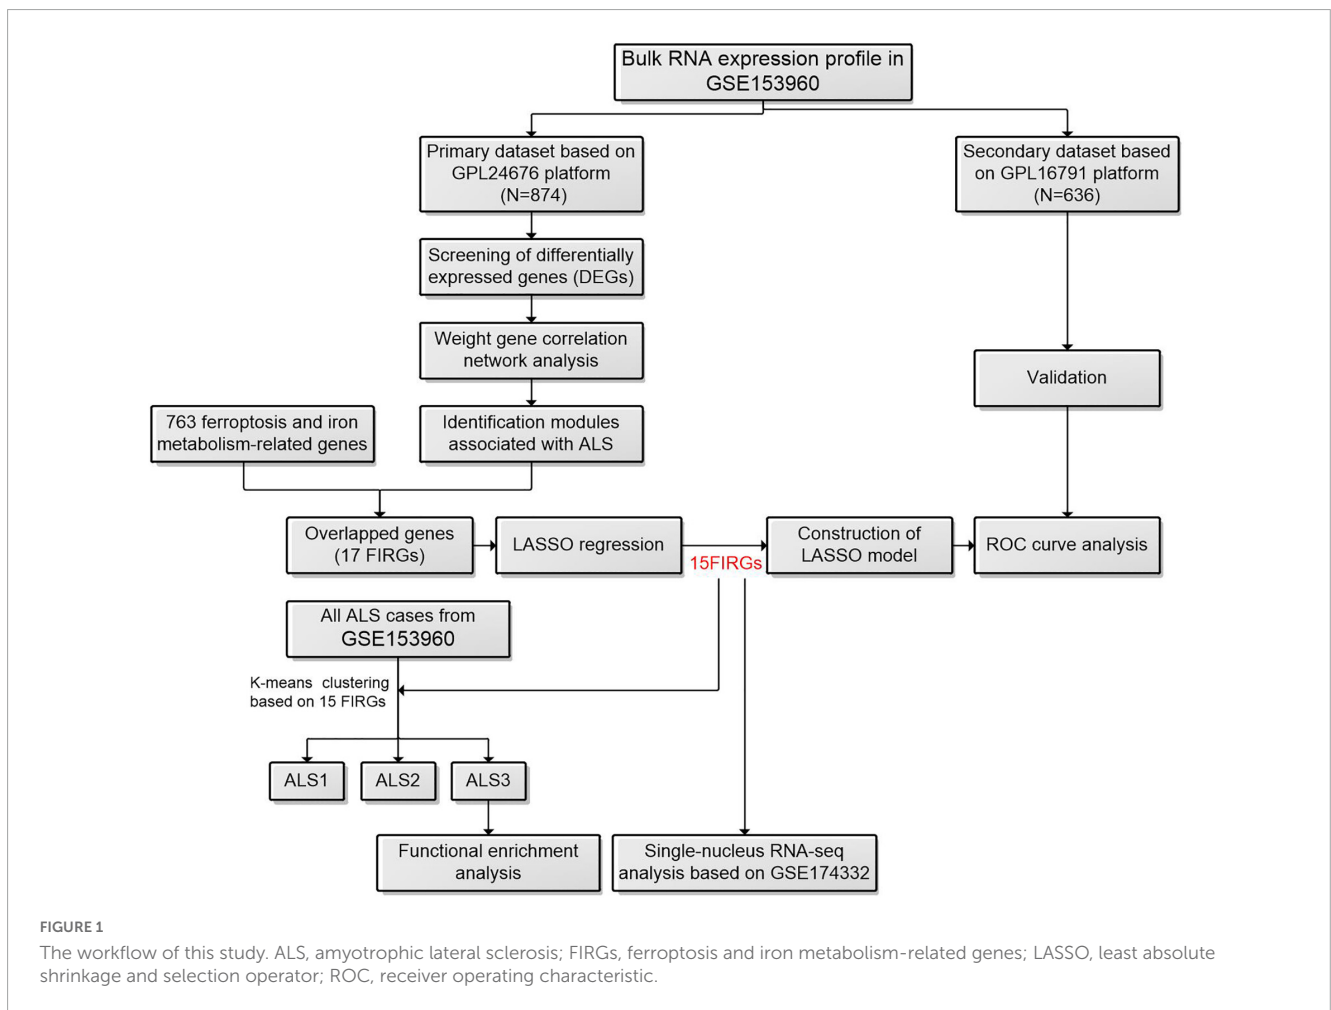 Bulk RNA expression profile in
GSE153960
Primary dataset based on
GPL24676 platform
(N=874)
Secondary dataset based
on GPL16791 platform
(N=636)
Screening of differentially
expressed genes (DEGs)
Weight gene correlation
network analysis
Validation
763 ferroptosis and iron
metabolism-related genes
Identification modules
associated with ALS
Overlapped genes
(17 FIRGs)
LASSO regression
15FIRGs
Construction of
LASSO model
ROC curve analysis
All ALS cases from
GSE153960
K-means clustering
based on 15 FIRGs
ALS1
ALS2
ALS3
Functional enrichment
analysis
Single-nucleus RNA-seq
analysis based on GSE174332
FIGURE 1
The workflow of this study. ALS, amyotrophic lateral sclerosis; FIRGs, ferroptosis and iron metabolism-related genes; LASSO, least absolute
shrinkage and selection operator; ROC, receiver operating characteristic.